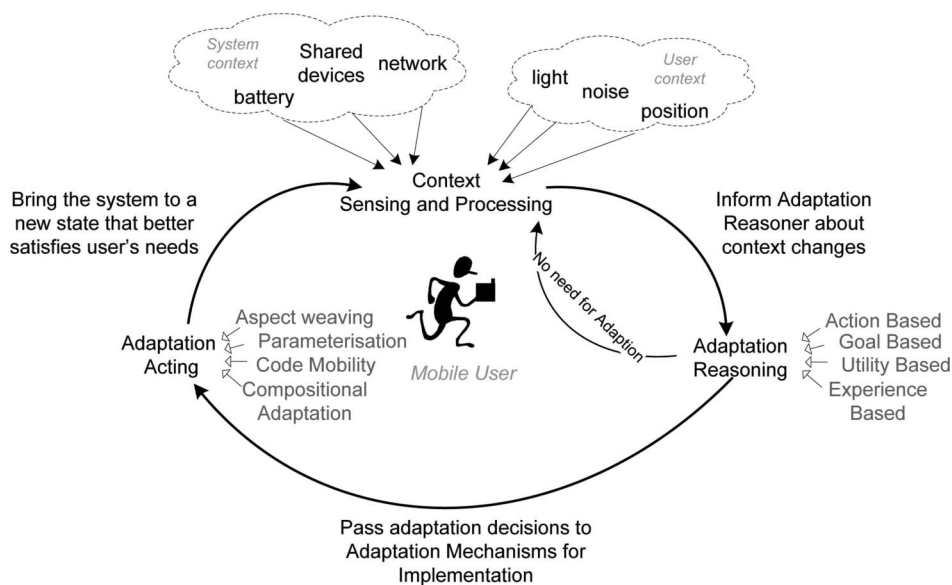 System
context
Shared
devices
network
battery
light
noise
User
context
position
Context
Sensing and Processing
Bring the system to a
new state that better
satisfies user's needs
Inform Adaptation
Reasoner about
context changes
No need for Adaption
Adaptation
Acting
Aspect weaving
Parameterisation
Code Mobility
Compositional
Adaptation
Mobile User
Adaptation
Reasoning
Action Based
Goal Based
Utility Based
Experience
Based
Pass adaptation decisions to
Adaptation Mechanisms for
Implementation